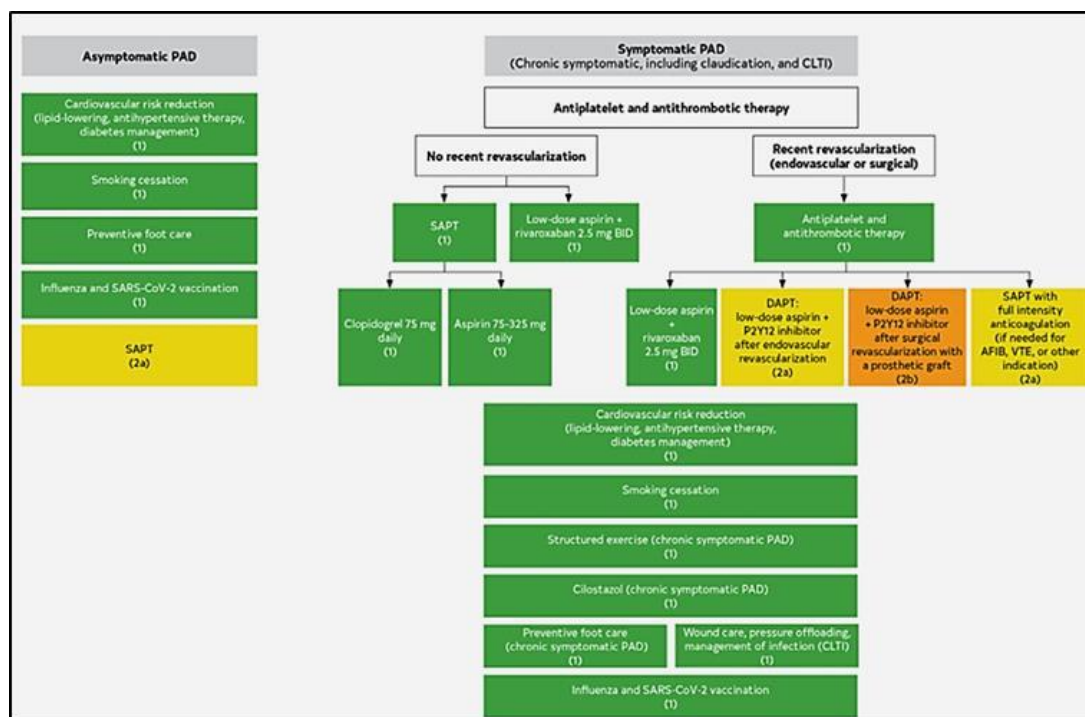 Asymptomatic PAD
Cardiovascular risk reduction
(lipid-lowering, antihypertensive therapy,
diabetes management)
(1)
Smoking cessation
(1)
Preventive foot care
(1)
Influenza and SARS-CoV-2 vaccination
(1)
SAPT
(2a)
Symptomatic PAD
(Chronic symptomatic, including claudication, and CLTI)
Antiplatelet and antithrombotic therapy
No recent revascularization
Recent revascularization
(endovascular or surgical)
SAPT
(1)
Low-dose aspirin +
rivaroxaban 2.5 mg BID
(1)
Antiplatelet and
antithrombotic therapy
(1)
Clopidogrel 75 mg
daily
(1)
Aspirin 75-325 mg
daily
(1)
Low-dose aspirin
+
rivaroxaban
2.5 mg BID
(1)
DAPT:
low-dose aspirin +
P2Y12 inhibitor
after endovascular
revascularization
(2a)
DAPT:
low-dose aspirin
+ P2Y12 inhibitor
after surgical
revascularization with
a prosthetic graft
(2b)
SAPT with
full intensity
anticoagulation
(if needed for
AFIB, VTE, or other
indication)
(2a)
Cardiovascular risk reduction
(lipid-lowering, antihypertensive therapy,
diabetes management)
(1)
Smoking cessation
(1)
Structured exercise (chronic symptomatic PAD)
(1)
Cilostazol (chronic symptomatic PAD)
(1)
Preventive foot care
(chronic symptomatic PAD)
(1)
Wound care, pressure offloading,
management of infection (CLTI)
(1)
Influenza and SARS-CoV-2 vaccination
(1)